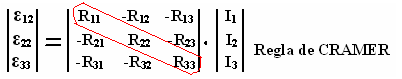 |ε12| |R11 -R12 -R13| |I1|
|ε22| = |-R21 R22 -R23| · |I2|
|ε33| |-R31 -R32 R33| |I3| Regla de CRAMER